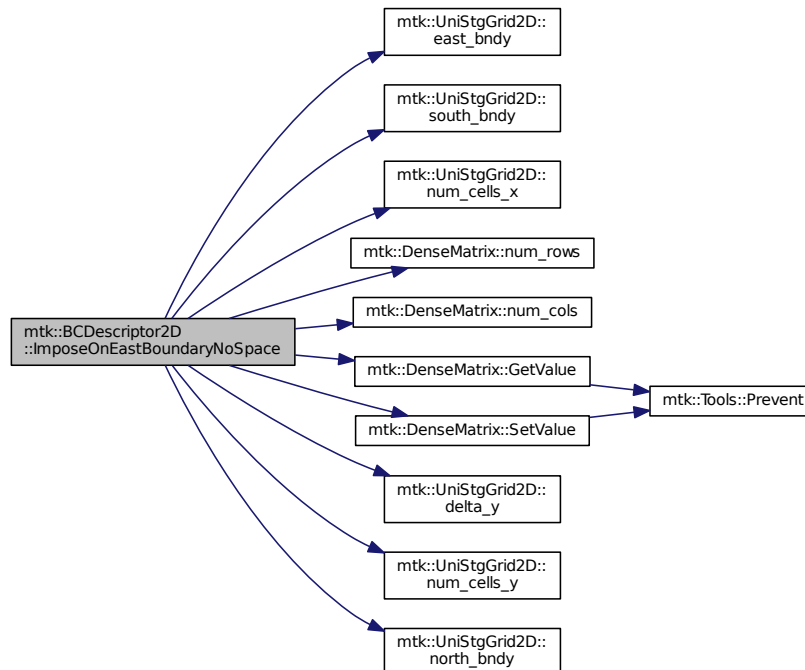 mtk::UniStgGrid2D::
east_bndy
mtk::UniStgGrid2D::
south_bndy
mtk::UniStgGrid2D::
num_cells_x
mtk::DenseMatrix::num_rows
mtk::BCDescriptor2D
::ImposeOnEastBoundaryNoSpace
mtk::DenseMatrix::num_cols
mtk::DenseMatrix::GetValue
mtk::Tools::Prevent
mtk::DenseMatrix::SetValue
mtk::UniStgGrid2D::
delta_y
mtk::UniStgGrid2D::
num_cells_y
mtk::UniStgGrid2D::
north_bndy